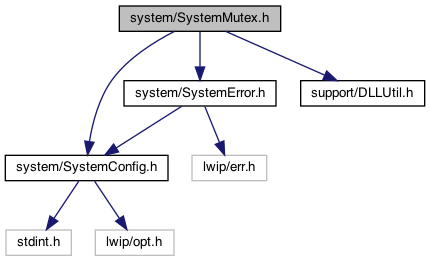 system/SystemMutex.h
system/SystemError.h
support/DLLUtil.h
system/SystemConfig.h
lwip/err.h
stdint.h
lwip/opt.h